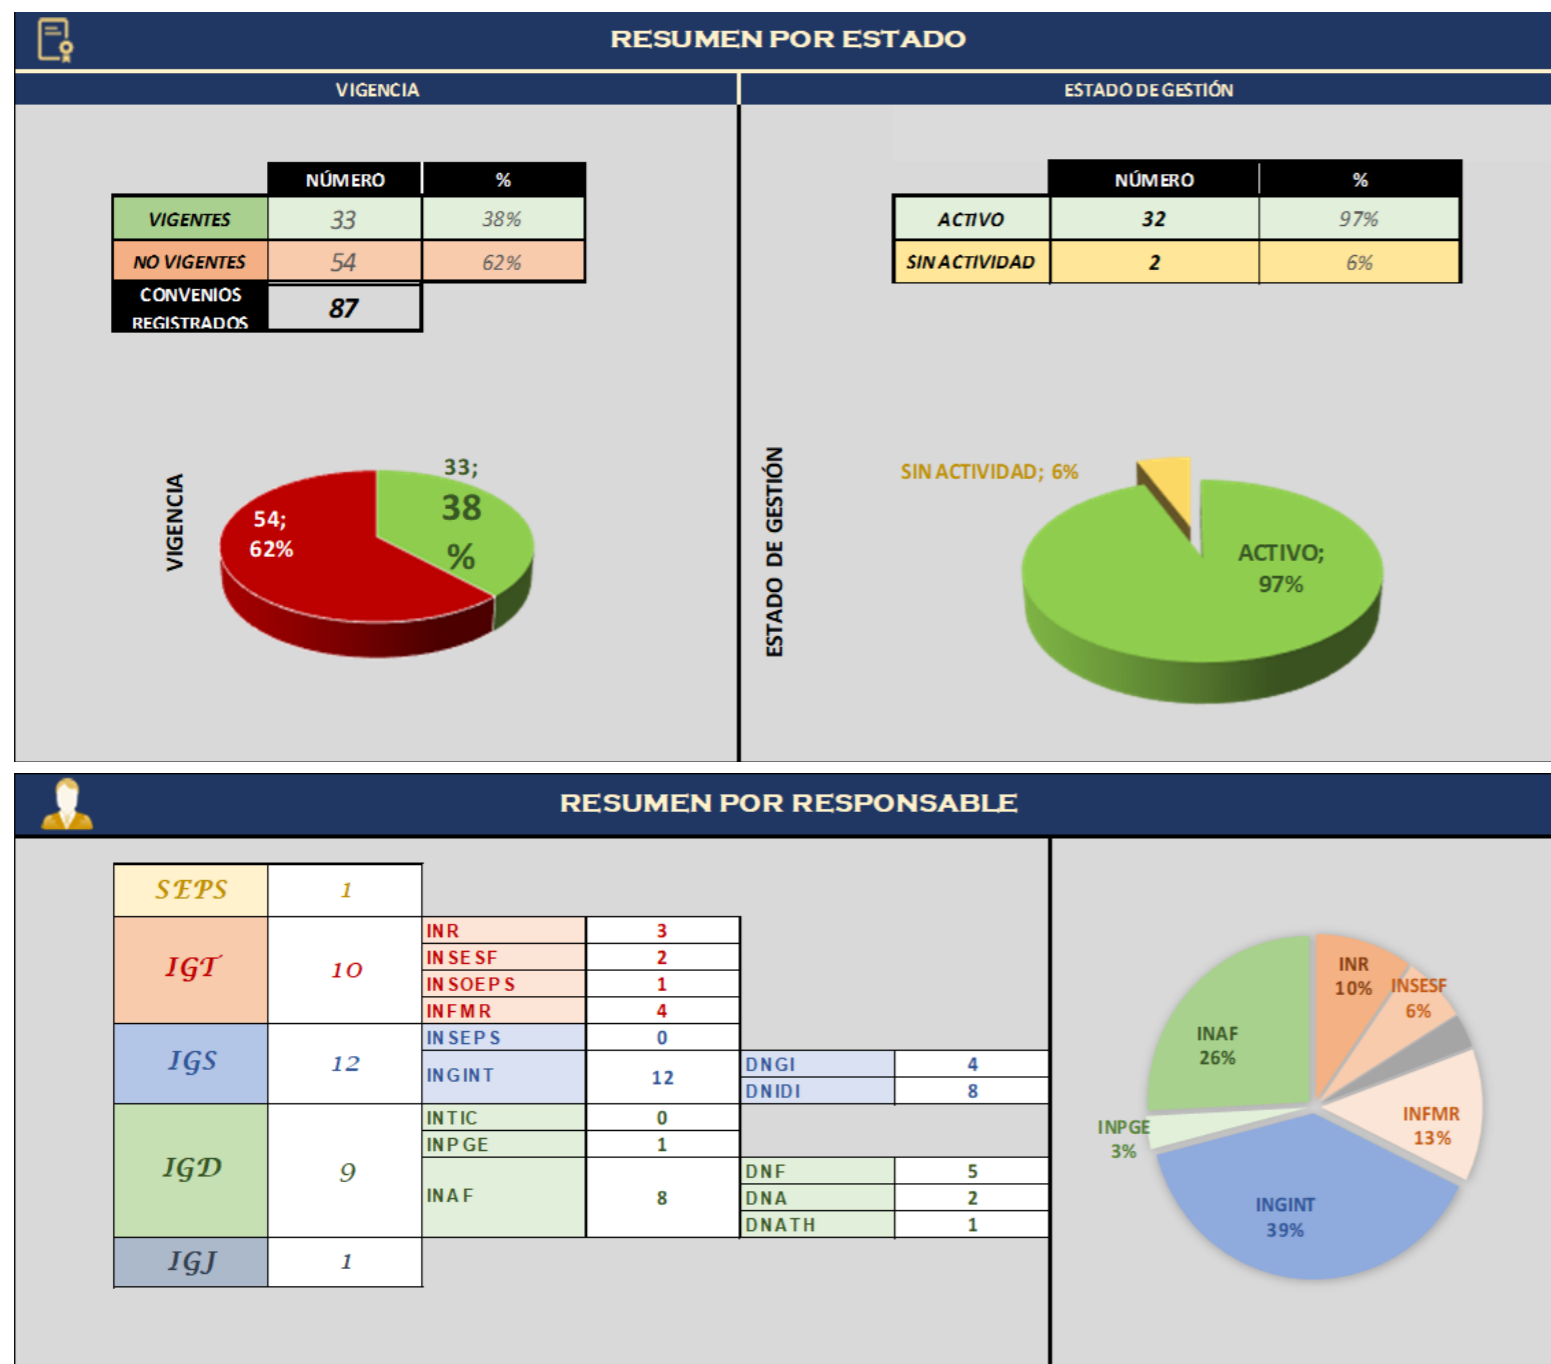 RESUMEN POR ESTADO
VIGENCIA
ESTADO DE GESTIÓN
NÚMERO %
VIGENTES 33 38%
NO VIGENTES 54 62%
CONVENIOS
REGISTRADOS
87
NÚMERO %
ACTIVO 32 97%
SIN ACTIVIDAD 2 6%
VIGENCIA
33;
38
%
54;
62%
ESTADO DE GESTIÓN
SIN ACTIVIDAD; 6%
ACTIVO;
97%
RESUMEN POR RESPONSABLE
SEPS 1
IGT 10
INR 3
INSESF 2
INSOEPS 1
INFMR 4
IGS 12
INSEPS 0
INGINT 12
DNGI 4
DNIDI 8
IGD 9
INTIC 0
INPGE 1
INAF 8
DNF 5
DNA 2
DNATH 1
IGJ 1
INR
10%
INSESF
6%
INFMR
13%
INGINT
39%
INPGE
3%
INAF
26%